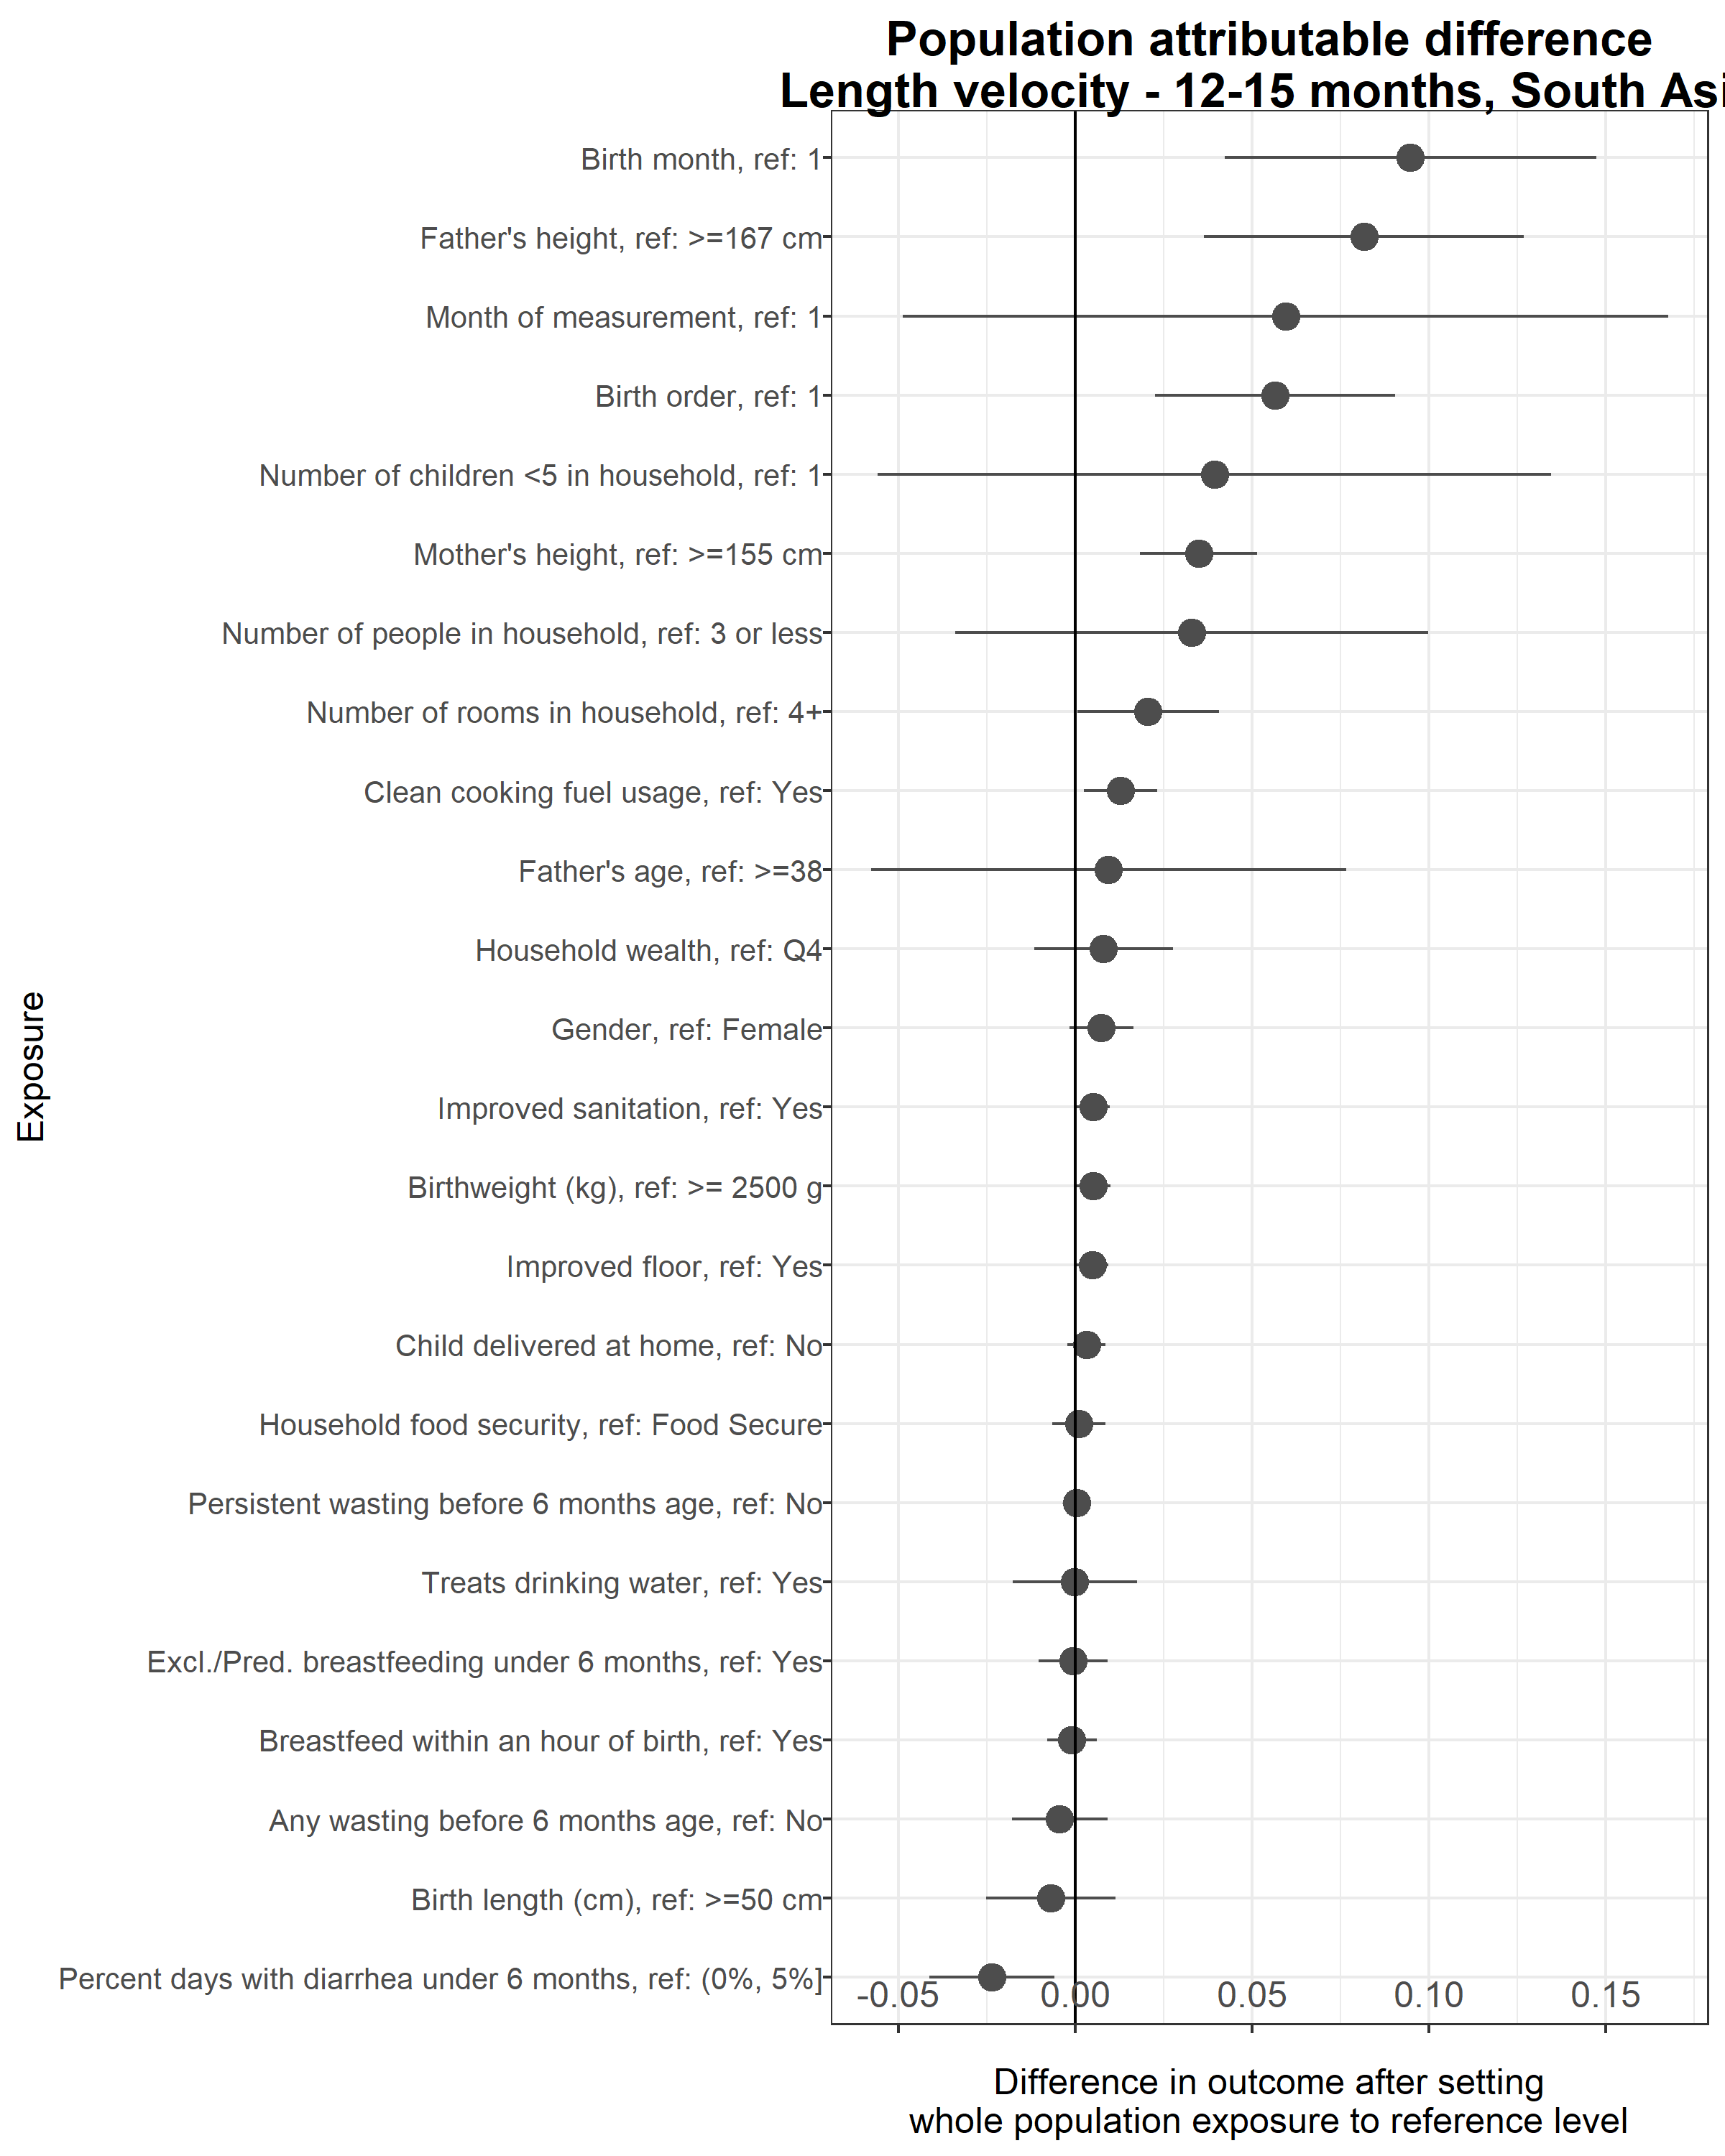 Population attributable difference
Length velocity - 12-15 months, South Asi
Birth month, ref: 1
Father's height, ref: >=167 cm
Month of measurement, ref: 1
Birth order, ref: 1
Number of children <5 in household, ref: 1
Mother's height, ref: >=155 cm
Number of people in household, ref: 3 or less
Number of rooms in household, ref: 4+
Clean cooking fuel usage, ref: Yes
Father's age, ref: >=38
Household wealth, ref: Q4
Gender, ref: Female
Improved sanitation, ref: Yes
Birthweight (kg), ref: >= 2500 g
Improved floor, ref: Yes
Child delivered at home, ref: No
Household food security, ref: Food Secure
Persistent wasting before 6 months age, ref: No
Treats drinking water, ref: Yes
Excl./Pred. breastfeeding under 6 months, ref: Yes
Breastfeed within an hour of birth, ref: Yes
Any wasting before 6 months age, ref: No
Birth length (cm), ref: >=50 cm
Percent days with diarrhea under 6 months, ref: (0%, 5%]
Exposure
-0.05 0.00 0.05 0.10 0.15
Difference in outcome after setting
whole population exposure to reference level